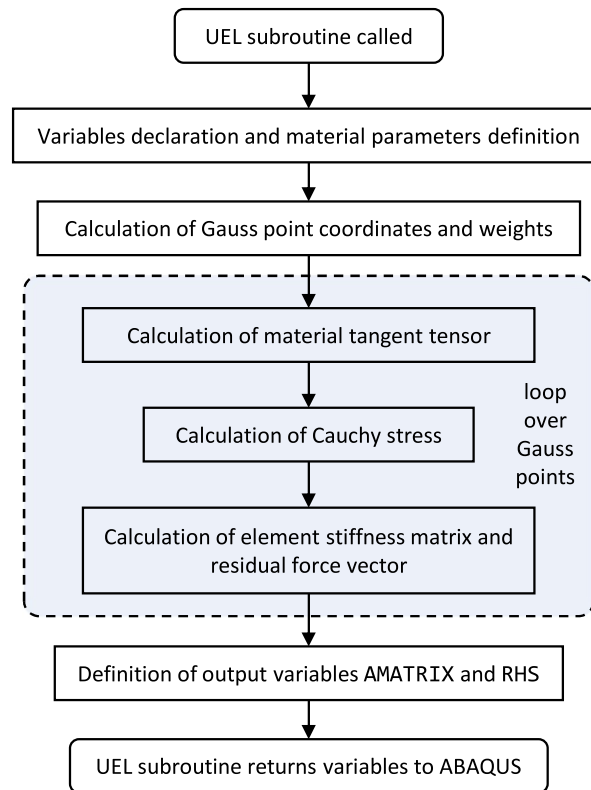 UEL subroutine called
Variables declaration and material parameters definition
Calculation of Gauss point coordinates and weights
Calculation of material tangent tensor
loop
over
Gauss
points
Calculation of Cauchy stress
Calculation of element stiffness matrix and
residual force vector
Definition of output variables AMATRIX and RHS
UEL subroutine returns variables to ABAQUS